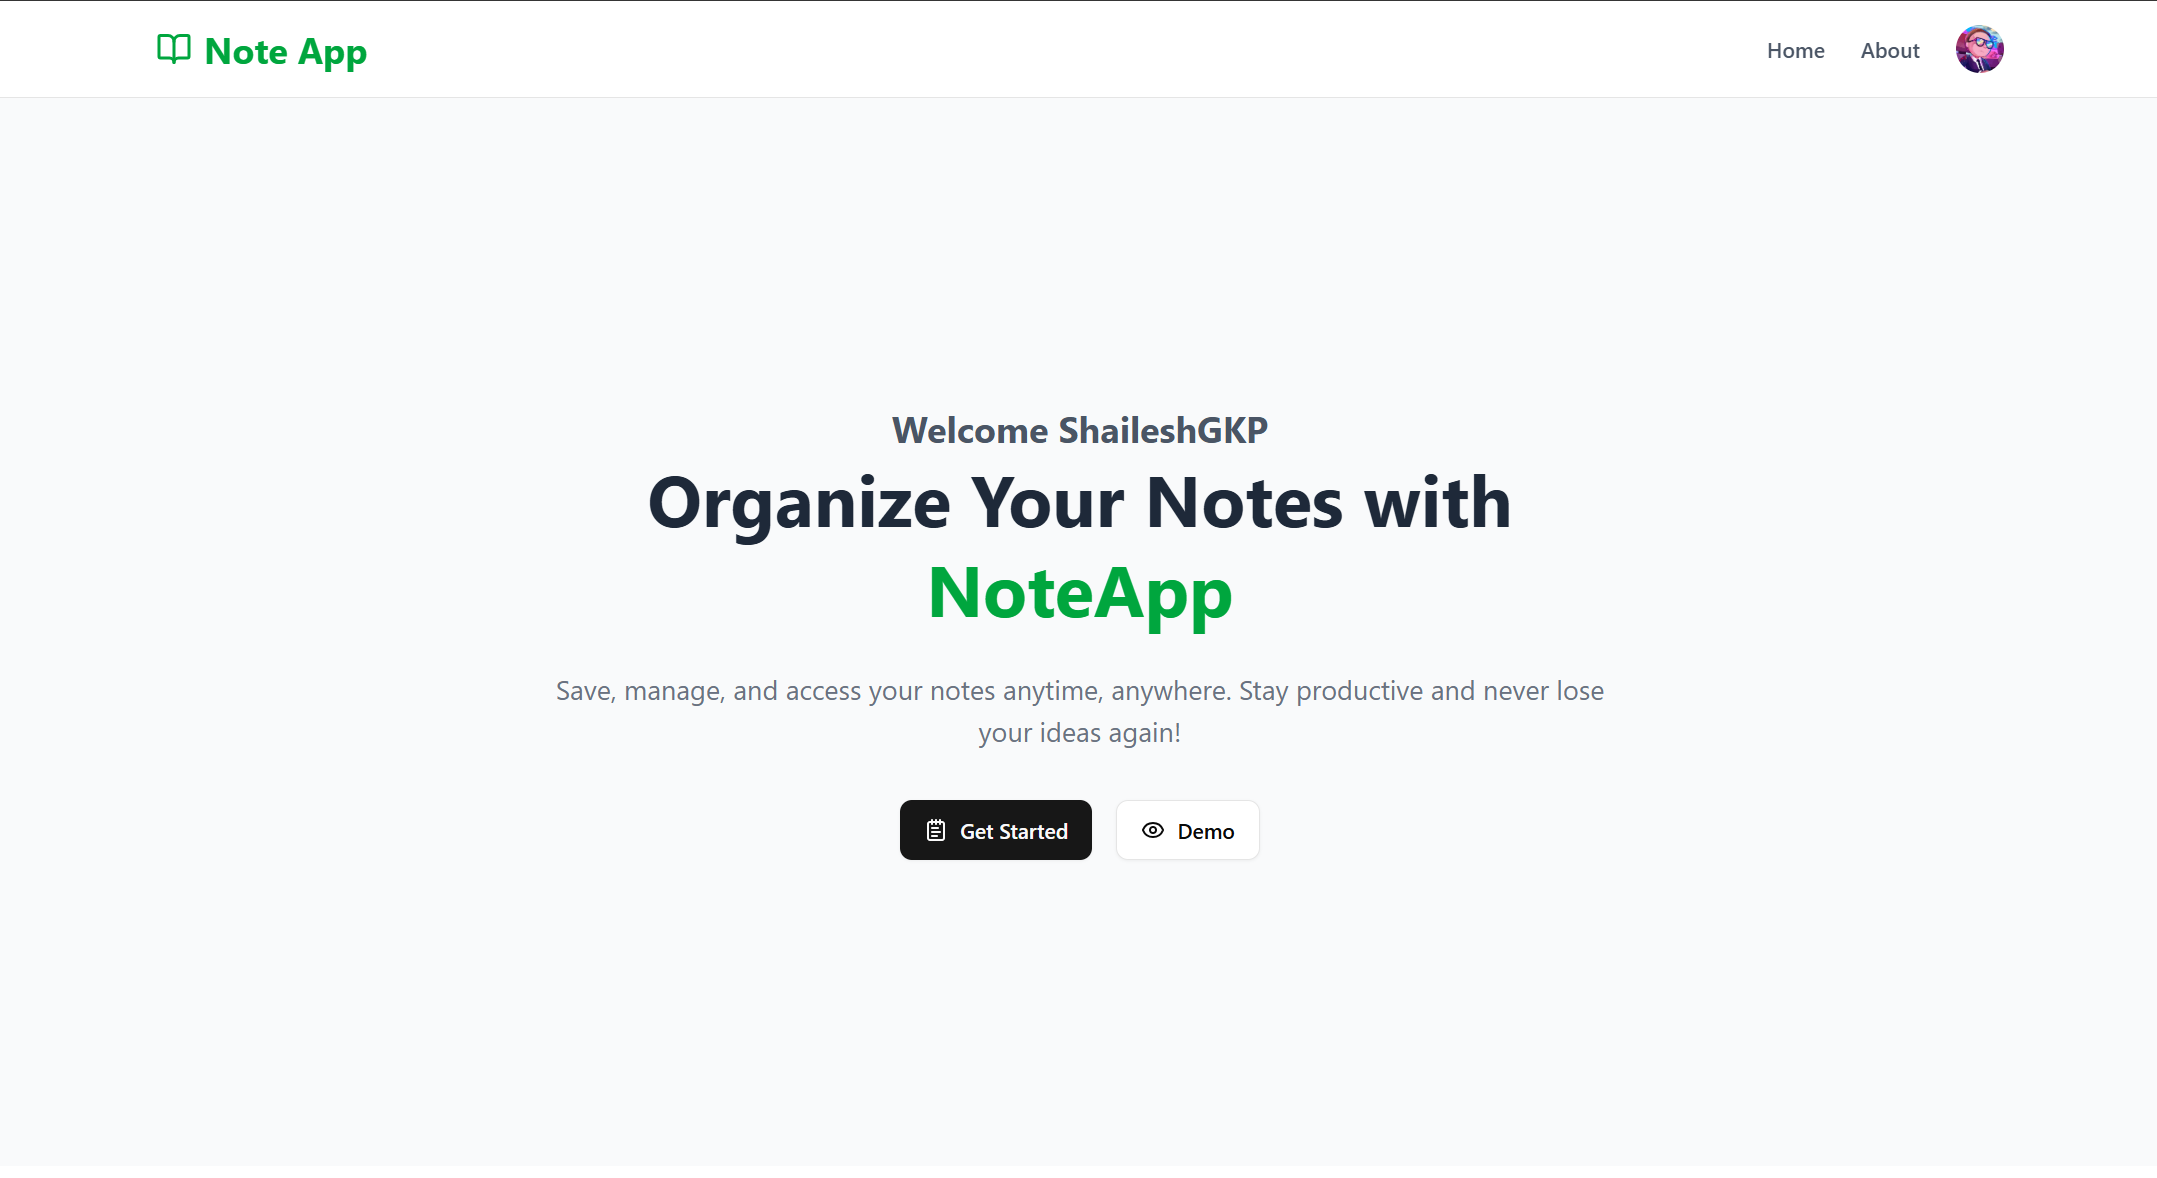 Note App
Home
About
Welcome ShaileshGKP
Organize Your Notes with
NoteApp
Save, manage, and access your notes anytime, anywhere. Stay productive and never lose
your ideas again!
Get Started
Demo